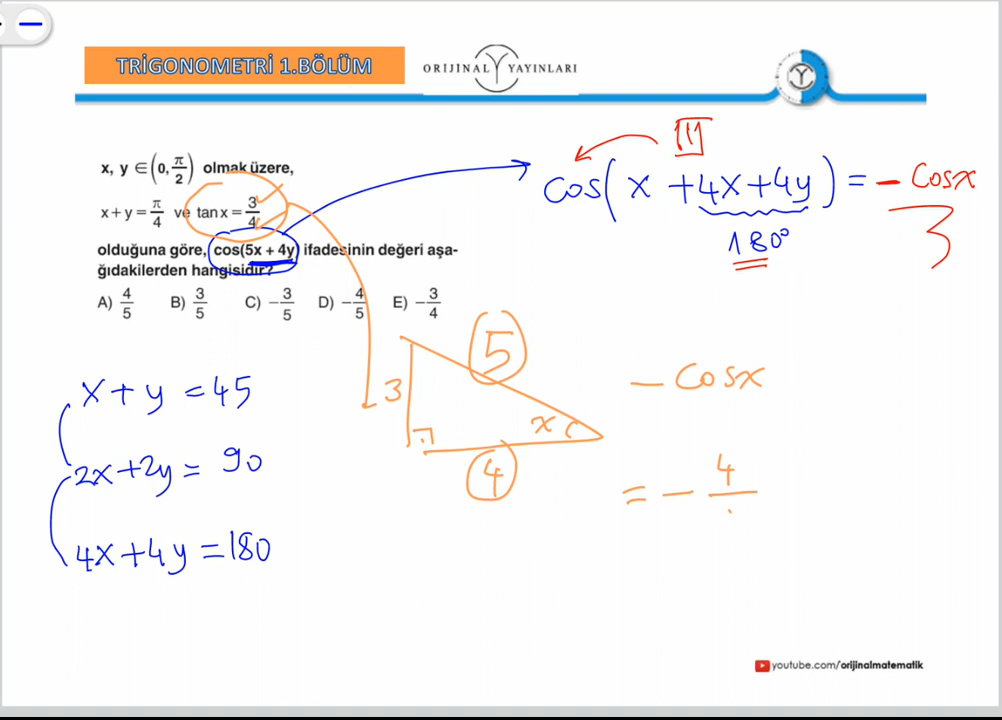 TRİGONOMETRİ 1.BÖLÜM
ORIJINAL YAYINLARI
x, y ∈ (0, π/2) olmak üzere,
x + y = π/4 ve tan x = 3/4
olduğuna göre, cos(5x + 4y) ifadesinin değeri aşa-
ğıdakilerden hangisidir?
A) 4/5 B) 3/5 C) -3/5 D) -4/5 E) -3/4
cos(x + 4x + 4y) = - cosx
180°
x + y = 45
2x + 2y = 90
4x + 4y = 180
3
5
x
4
- cosx
= - 4
youtube.com/orijinalmatematik